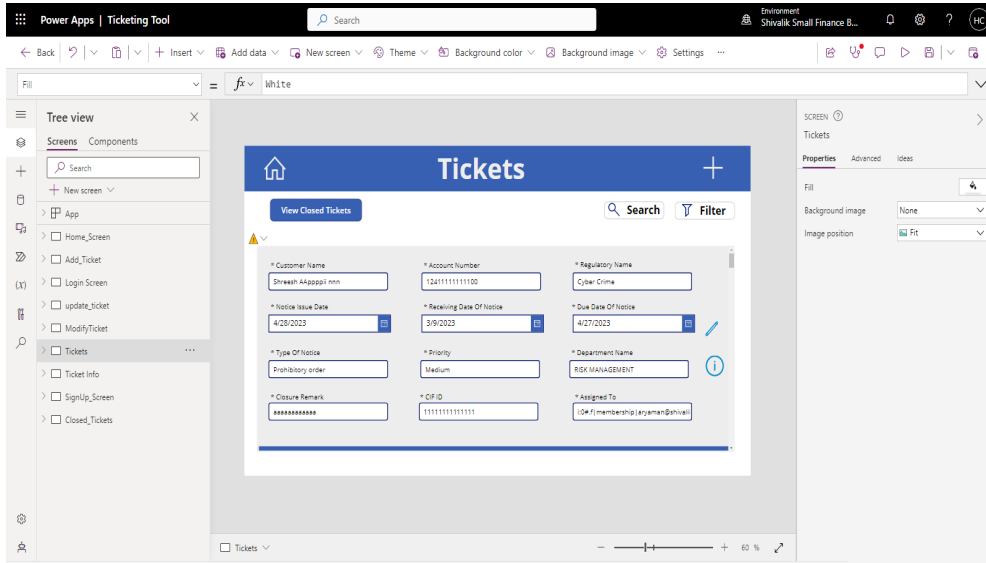 Power Apps | Ticketing Tool
Search
Environment
Shivalik Small Finance B...
HC
Back
Insert
Add data
New screen
Theme
Background color
Background image
Settings
Fill
=
fx
White
Tree view
Screens
Components
Search
New screen
App
Home_Screen
Add_Ticket
Login Screen
update_ticket
ModifyTicket
Tickets
Ticket Info
SignUp_Screen
Closed_Tickets
Tickets
View Closed Tickets
Search
Filter
* Customer Name
* Account Number
* Regulatory Name
Shreesh AAppppii nnn
12411111111100
Cyber Crime
* Notice Issue Date
* Receiving Date Of Notice
* Due Date Of Notice
4/28/2023
3/9/2023
4/27/2023
* Type Of Notice
* Priority
* Department Name
Prohibitory order
Medium
RISK MANAGEMENT
* Closure Remark
* CIF ID
* Assigned To
aaaaaaaaaaaa
11111111111111
i:0#.f|membership|aryaman@shivali
SCREEN
Tickets
Properties
Advanced
Ideas
Fill
Background image
None
Image position
Fit
Tickets
60 %